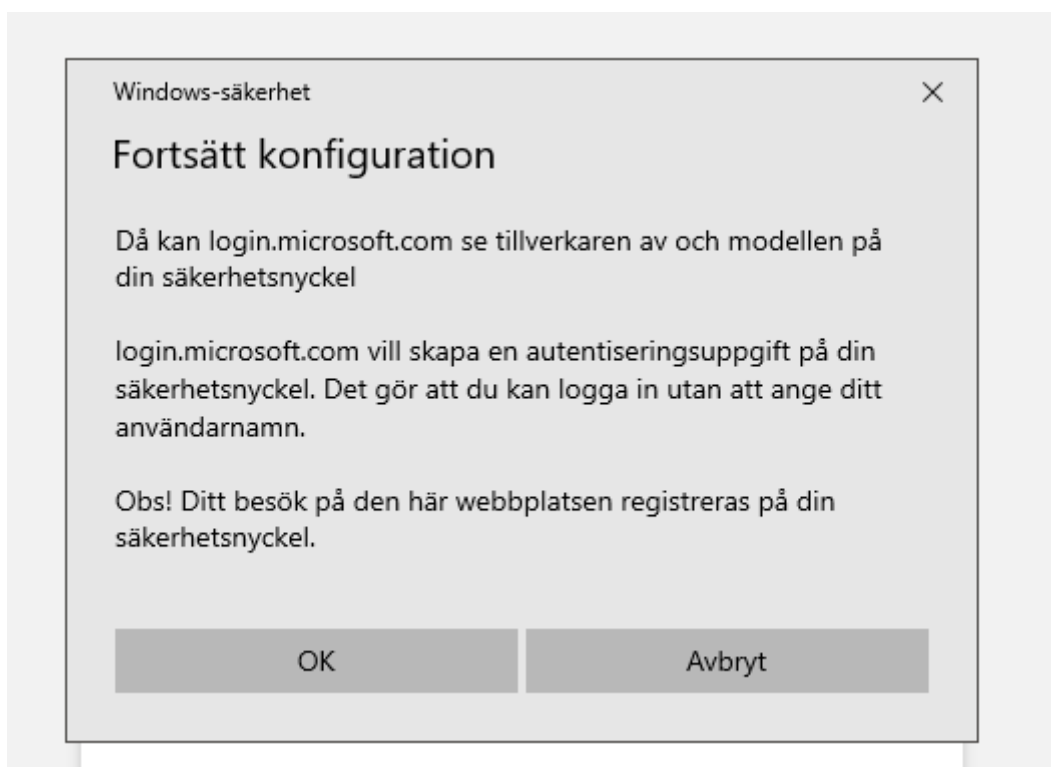 Windows-säkerhet
Fortsätt konfiguration
Då kan login.microsoft.com se tillverkaren av och modellen på
din säkerhetsnyckel
login.microsoft.com vill skapa en autentiseringsuppgift på din
säkerhetsnyckel. Det gör att du kan logga in utan att ange ditt
användarnamn.
Obs! Ditt besök på den här webbplatsen registreras på din
säkerhetsnyckel.
OK
Avbryt